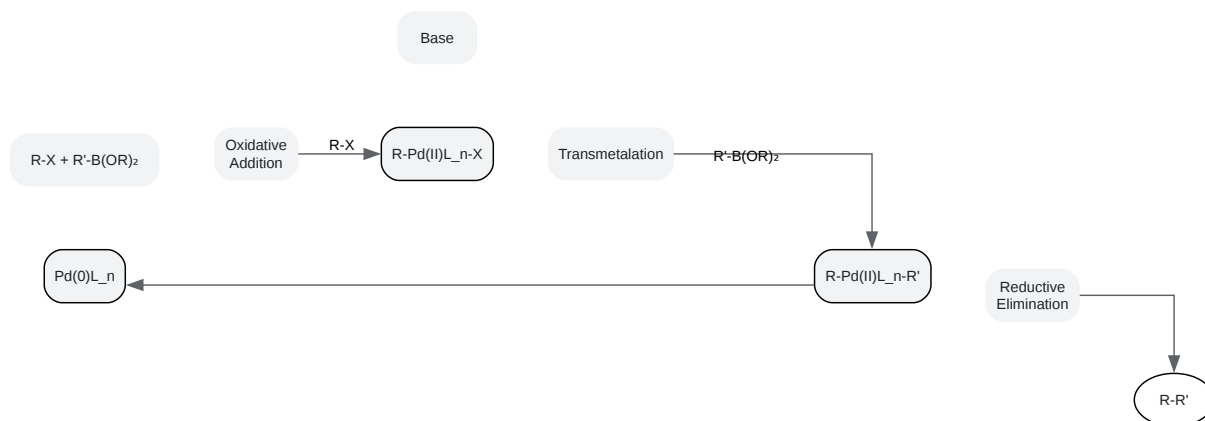 Base
R-X + R'-B(OR)₂
Oxidative
Addition
R-X
R-Pd(II)L_n-X
Transmetalation
R'-B(OR)₂
Pd(0)L_n
R-Pd(II)L_n-R'
Reductive
Elimination
R-R'